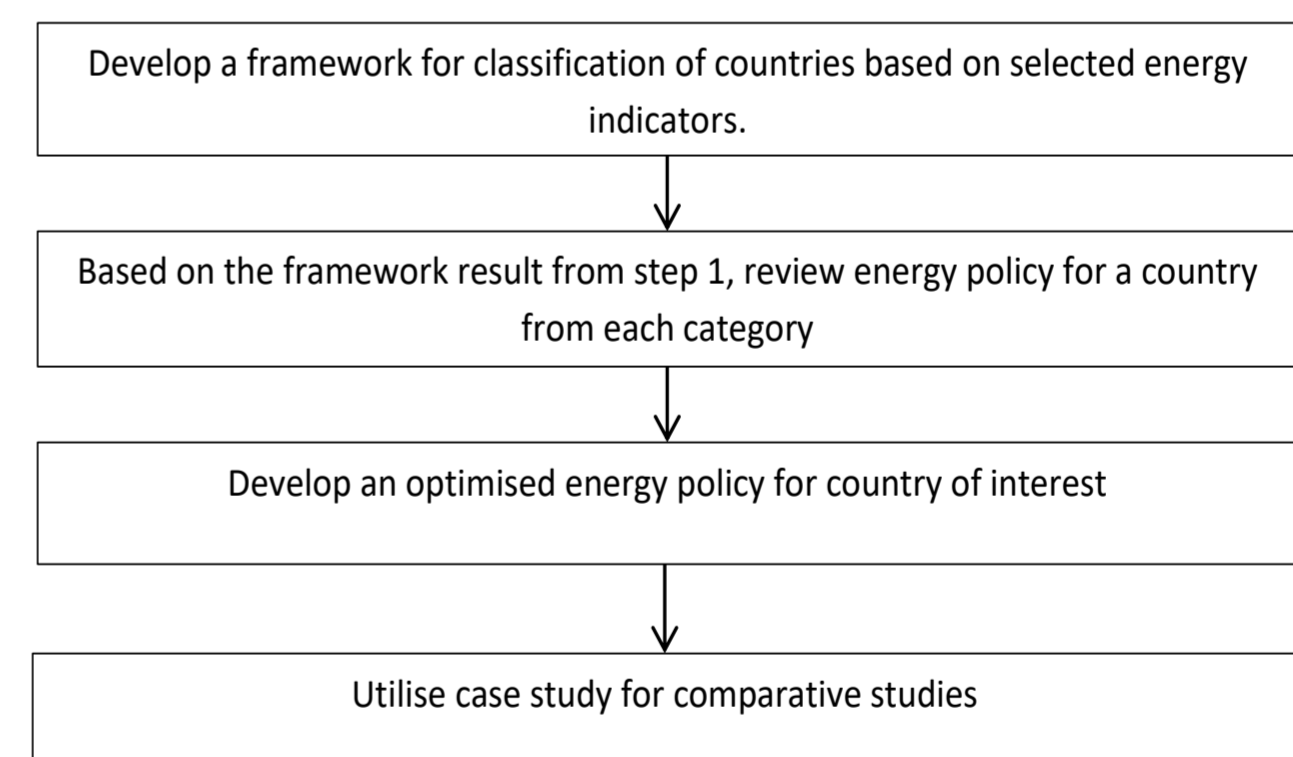 Develop a framework for classification of countries based on selected energy
indicators.
Based on the framework result from step 1, review energy policy for a country
from each category
Develop an optimised energy policy for country of interest
Utilise case study for comparative studies